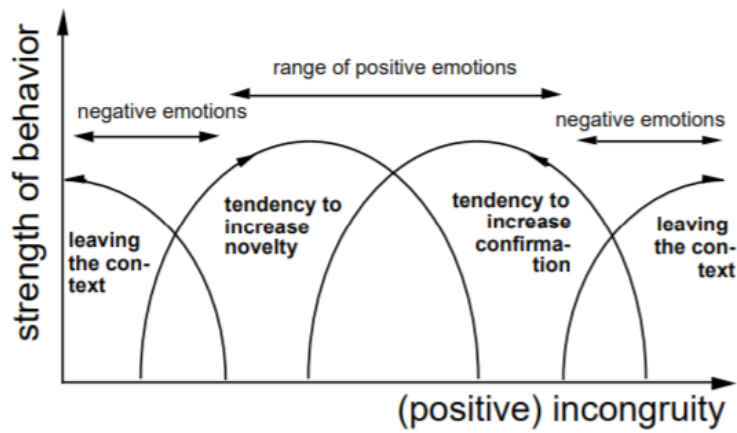 strength of behavior
range of positive emotions
negative emotions
negative emotions
tendency to
increase
novelty
tendency to
increase
confirma-
tion
leaving
the con-
text
leaving
the con-
text
(positive) incongruity